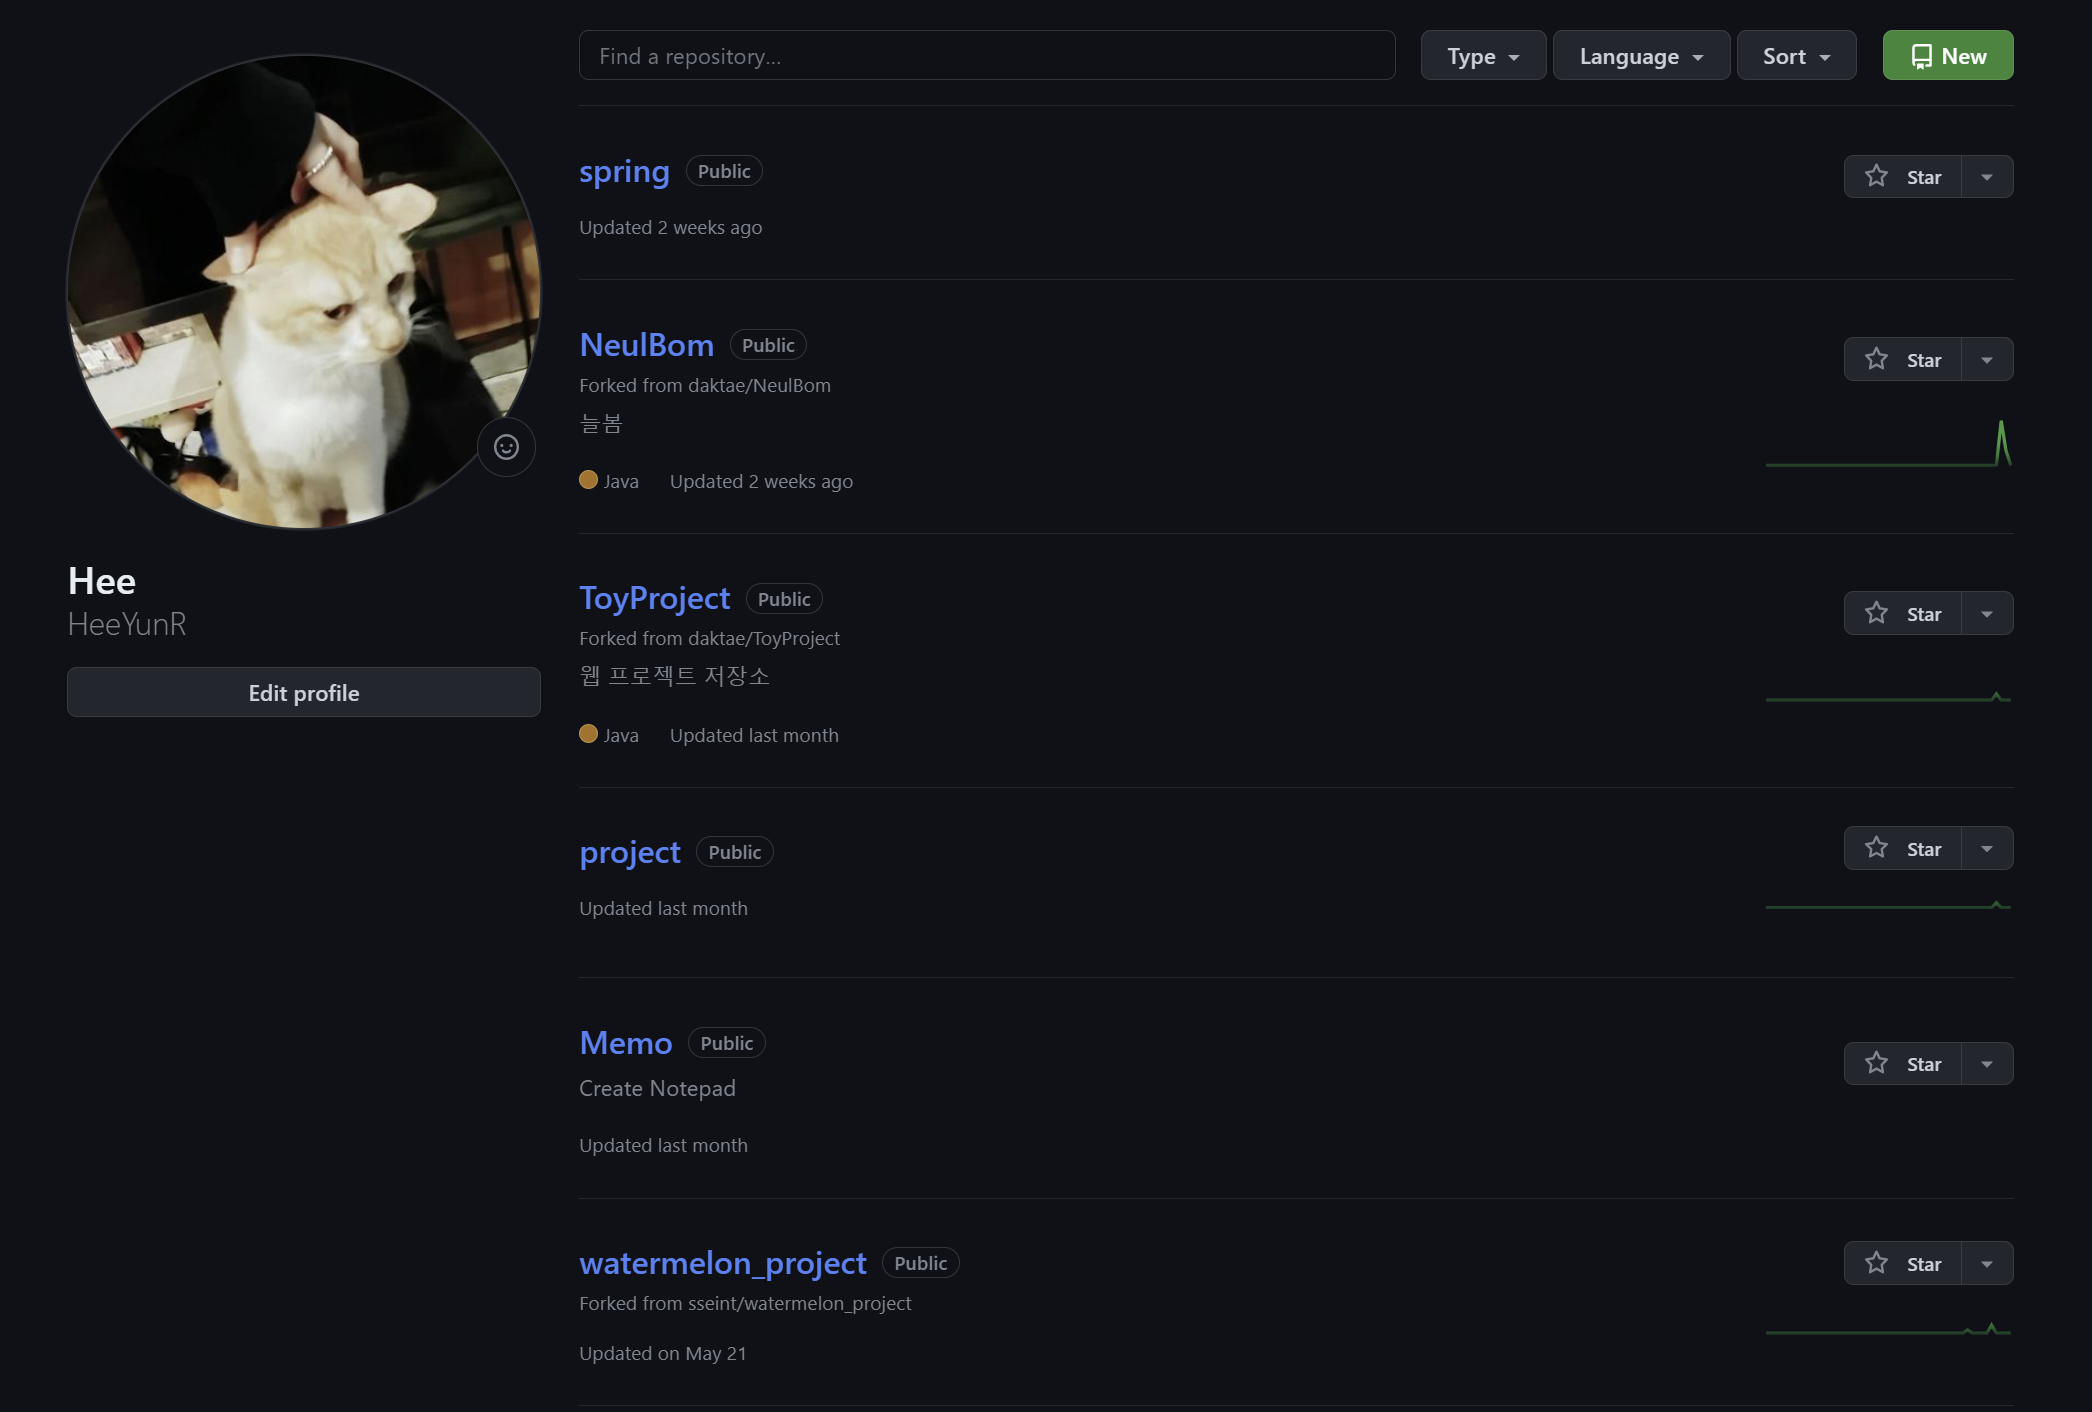 Find a repository...
Type
Language
Sort
New
spring Public
Star
Updated 2 weeks ago
NeulBom Public
Star
Forked from daktae/NeulBom
늘봄
Java Updated 2 weeks ago
Hee
HeeYunR
Edit profile
ToyProject Public
Star
Forked from daktae/ToyProject
웹 프로젝트 저장소
Java Updated last month
project Public
Star
Updated last month
Memo Public
Star
Create Notepad
Updated last month
watermelon_project Public
Star
Forked from sseint/watermelon_project
Updated on May 21